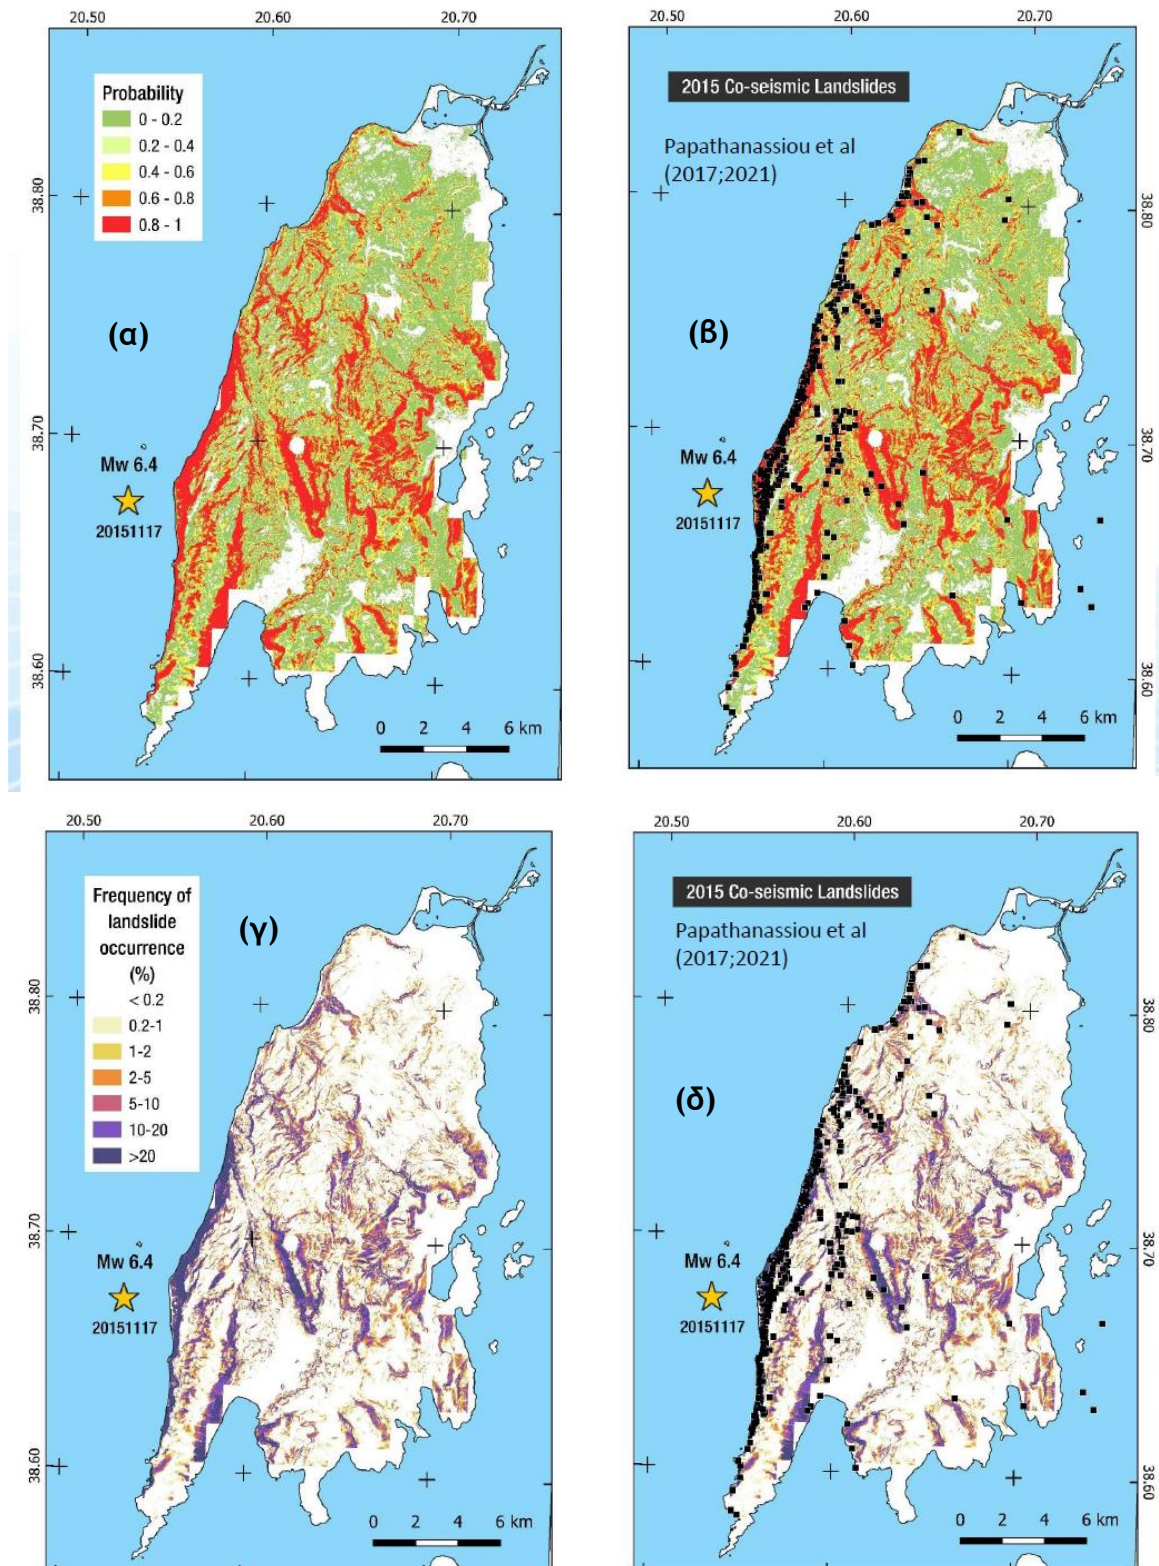 20.50 20.60 20.70
Probability
0 - 0.2
0.2 - 0.4
0.4 - 0.6
0.6 - 0.8
0.8 - 1
38.80
(α)
38.70
Mw 6.4
20151117
38.60
0 2 4 6 km
20.50 20.60 20.70
2015 Co-seismic Landslides
Papathanassiou et al
(2017;2021)
38.80
(β)
38.70
Mw 6.4
20151117
38.60
0 2 4 6 km
20.50 20.60 20.70
Frequency of
landslide
occurrence
(%)
< 0.2
0.2-1
1-2
2-5
5-10
10-20
>20
(γ)
38.80
38.70
Mw 6.4
20151117
38.60
0 2 4 6 km
20.50 20.60 20.70
2015 Co-seismic Landslides
Papathanassiou et al
(2017;2021)
38.80
(δ)
38.70
Mw 6.4
20151117
38.60
0 2 4 6 km